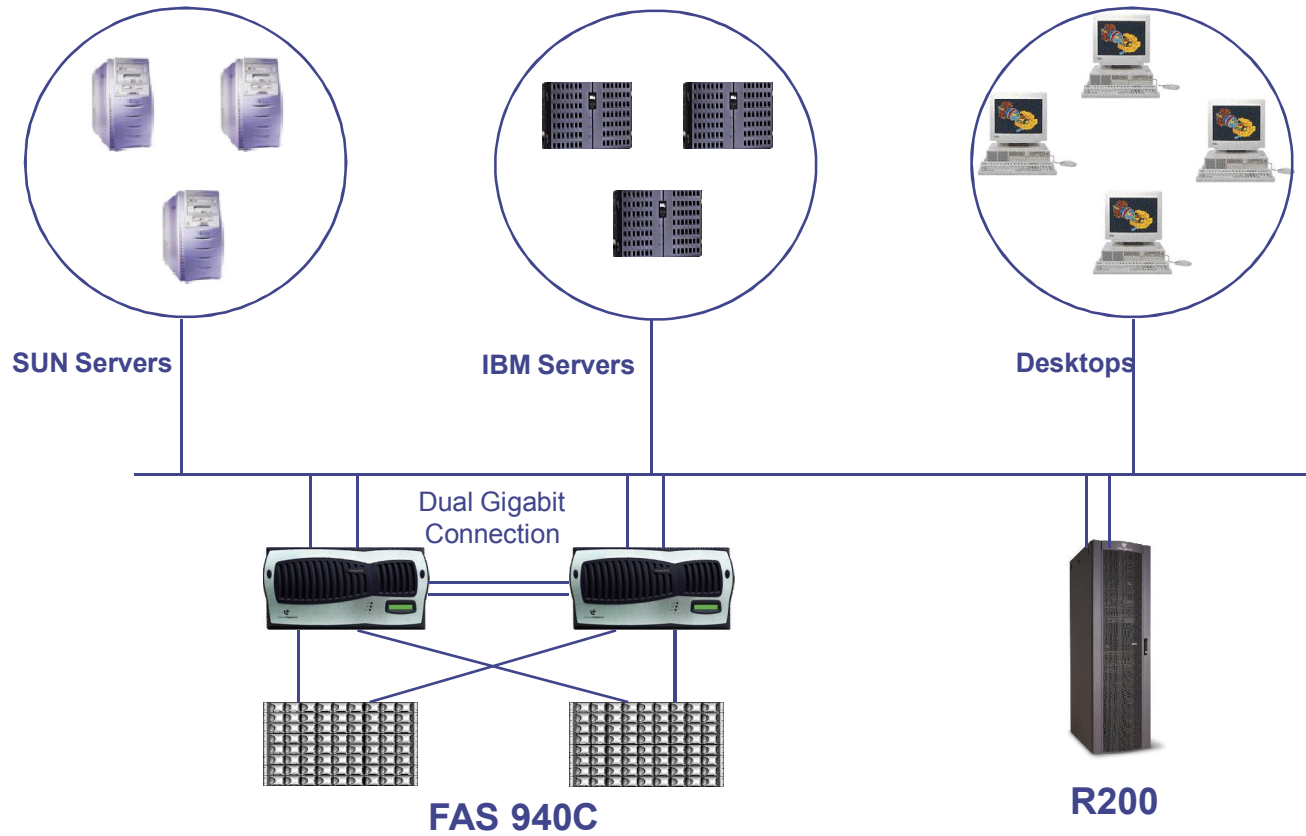 SUN Servers
IBM Servers
Desktops
Dual Gigabit
Connection
FAS 940C
R200